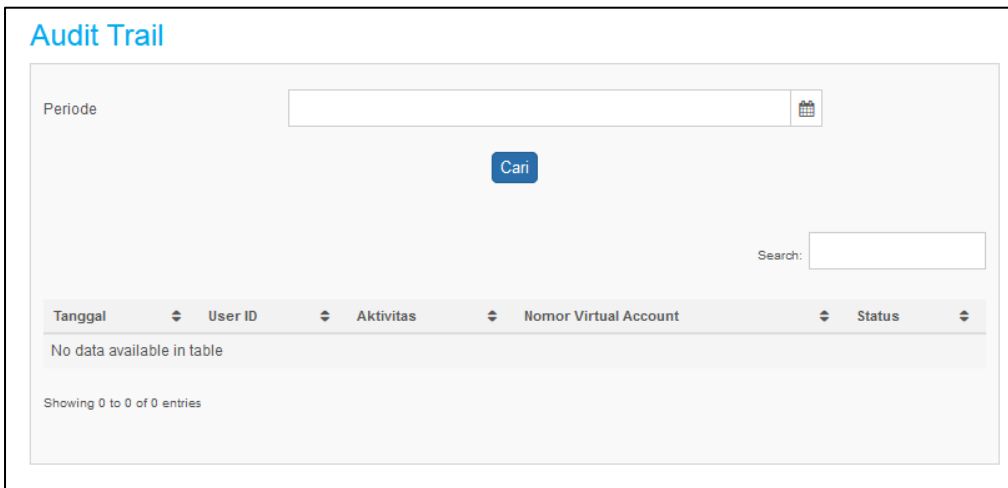 Audit Trail
Periode
Cari
Search:
Tanggal User ID Aktivitas Nomor Virtual Account Status
No data available in table
Showing 0 to 0 of 0 entries